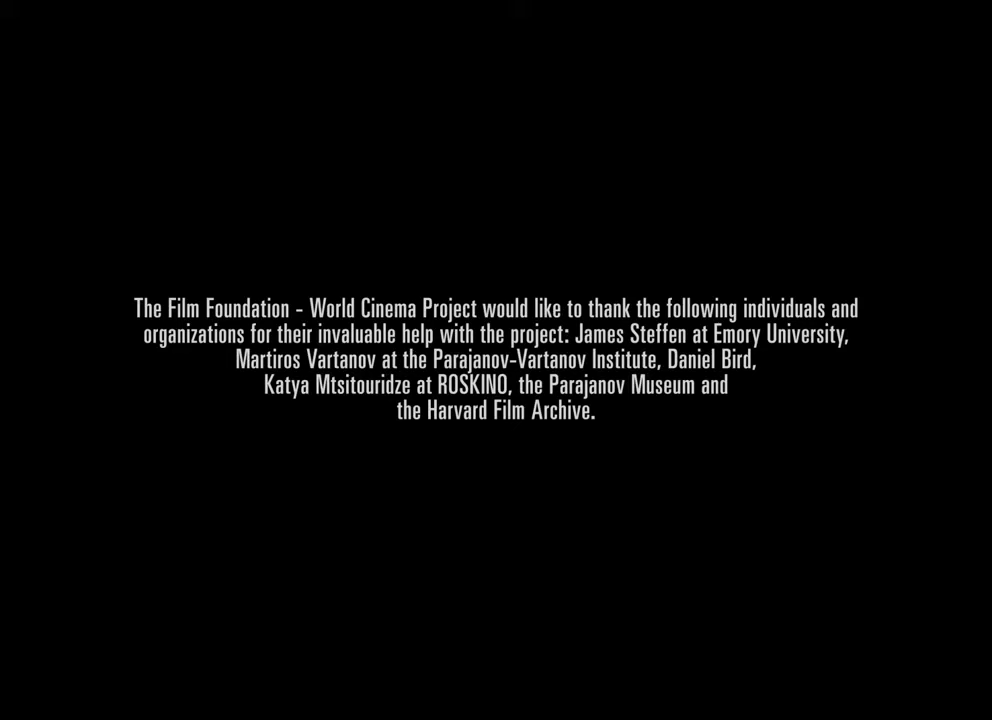 The Film Foundation - World Cinema Project would like to thank the following individuals and
organizations for their invaluable help with the project: James Steffen at Emory University,
Martiros Vartanov at the Parajanov-Vartanov Institute, Daniel Bird,
Katya Mtsitouridze at ROSKINO, the Parajanov Museum and
the Harvard Film Archive.